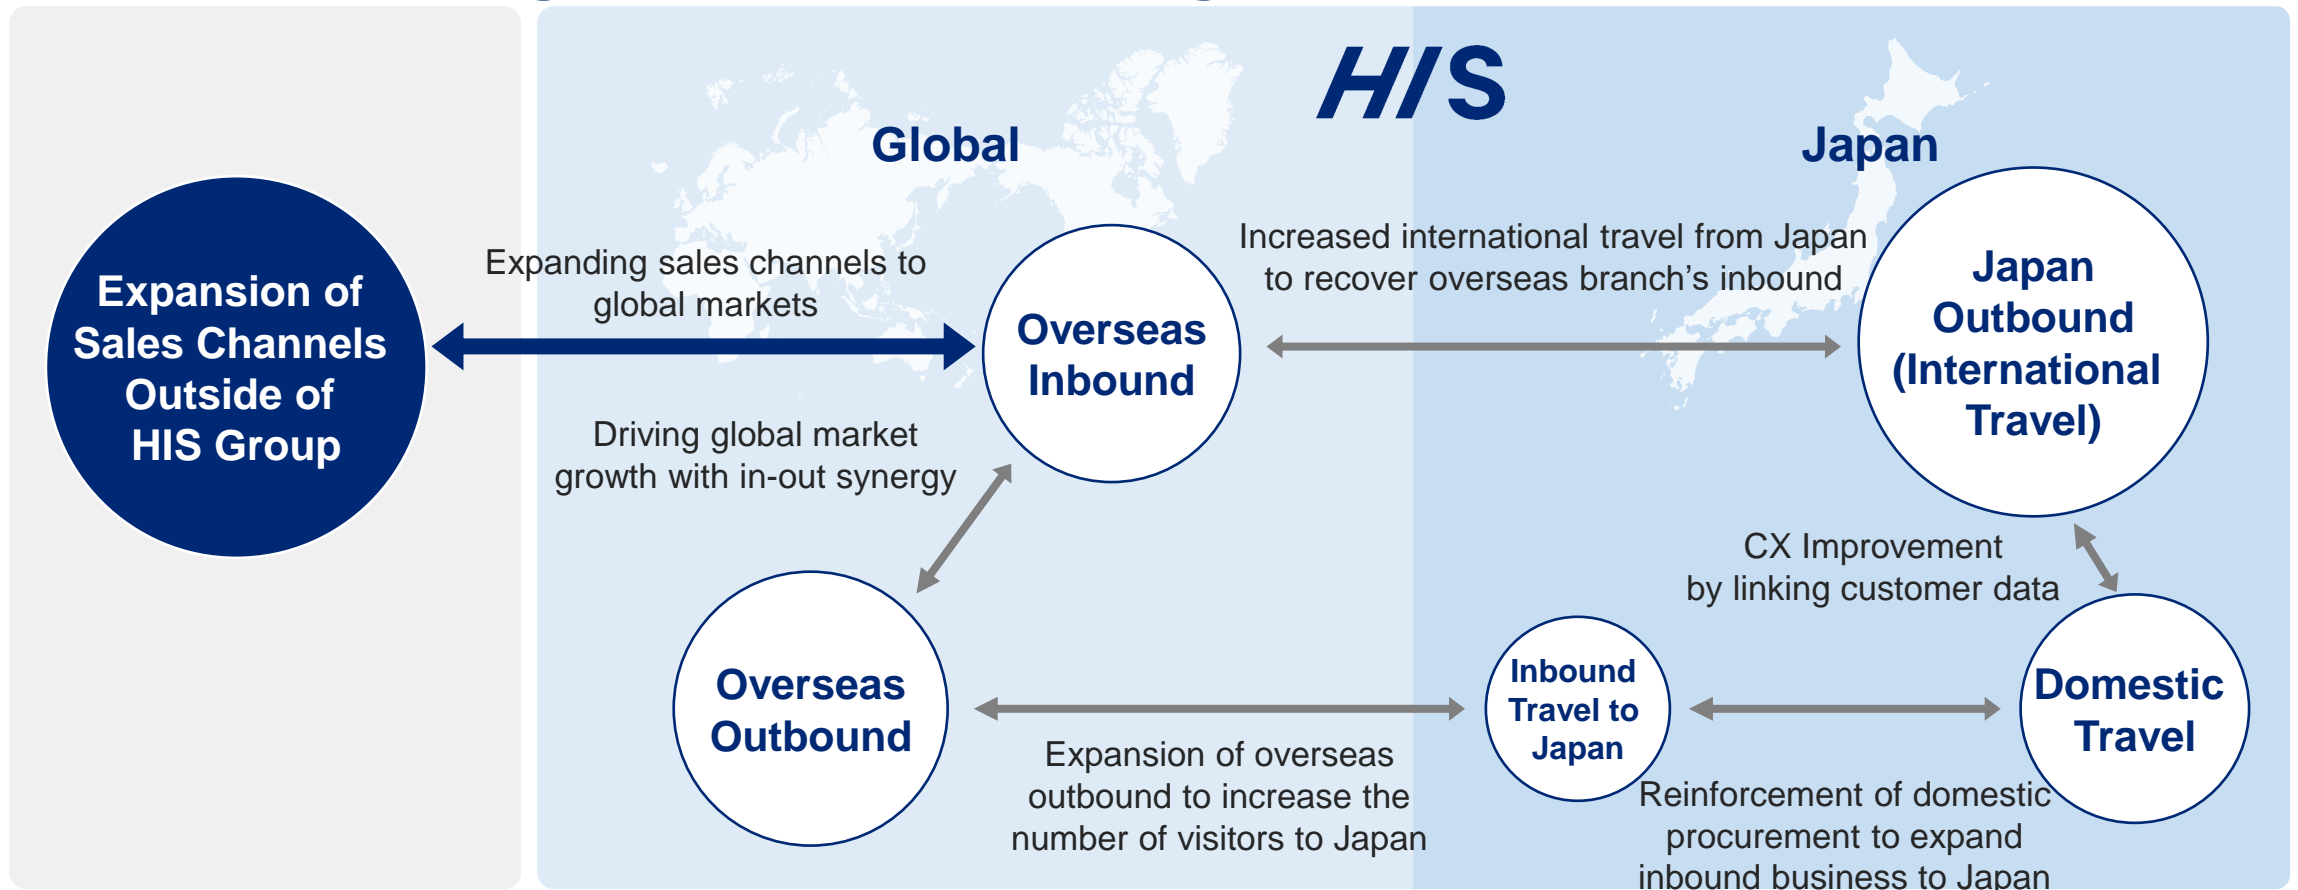 HIS
Global
Japan
Expansion of
Sales Channels
Outside of
HIS Group
Expanding sales channels to
global markets
Overseas
Inbound
Increased international travel from Japan
to recover overseas branch's inbound
Japan
Outbound
(International
Travel)
Driving global market
growth with in-out synergy
CX Improvement
by linking customer data
Overseas
Outbound
Expansion of overseas
outbound to increase the
number of visitors to Japan
Inbound
Travel to
Japan
Domestic
Travel
Reinforcement of domestic
procurement to expand
inbound business to Japan